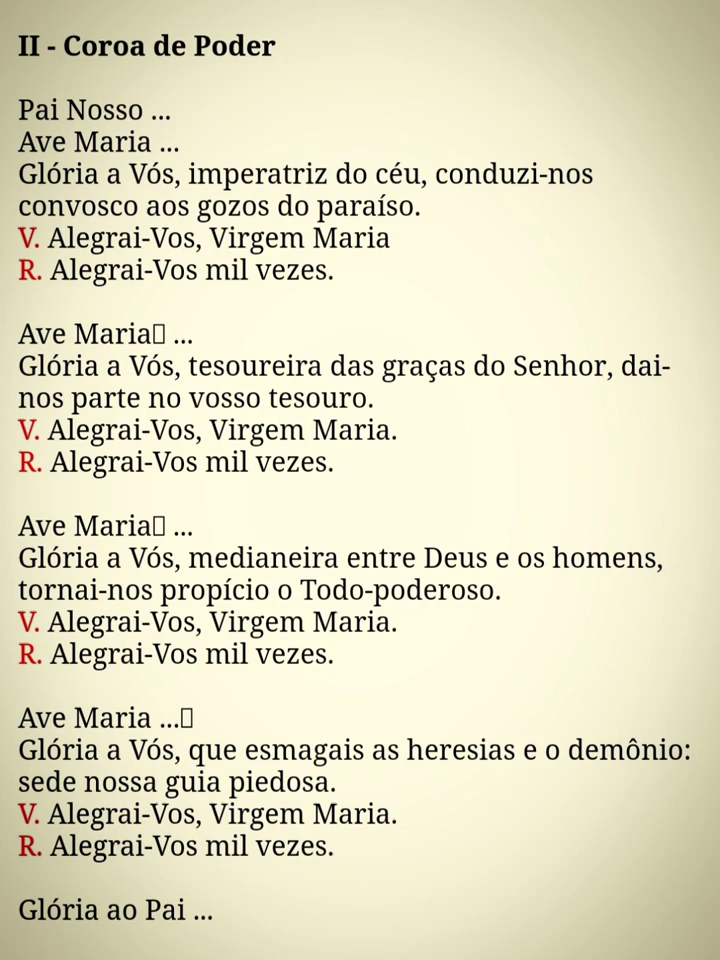 II - Coroa de Poder
Pai Nosso ...
Ave Maria ...
Glória a Vós, imperatriz do céu, conduzi-nos
convosco aos gozos do paraíso.
V. Alegrai-Vos, Virgem Maria
R. Alegrai-Vos mil vezes.
Ave Maria▯ ...
Glória a Vós, tesoureira das graças do Senhor, dai-
nos parte no vosso tesouro.
V. Alegrai-Vos, Virgem Maria.
R. Alegrai-Vos mil vezes.
Ave Maria▯ ...
Glória a Vós, medianeira entre Deus e os homens,
tornai-nos propício o Todo-poderoso.
V. Alegrai-Vos, Virgem Maria.
R. Alegrai-Vos mil vezes.
Ave Maria ...▯
Glória a Vós, que esmagais as heresias e o demônio:
sede nossa guia piedosa.
V. Alegrai-Vos, Virgem Maria.
R. Alegrai-Vos mil vezes.
Glória ao Pai ...